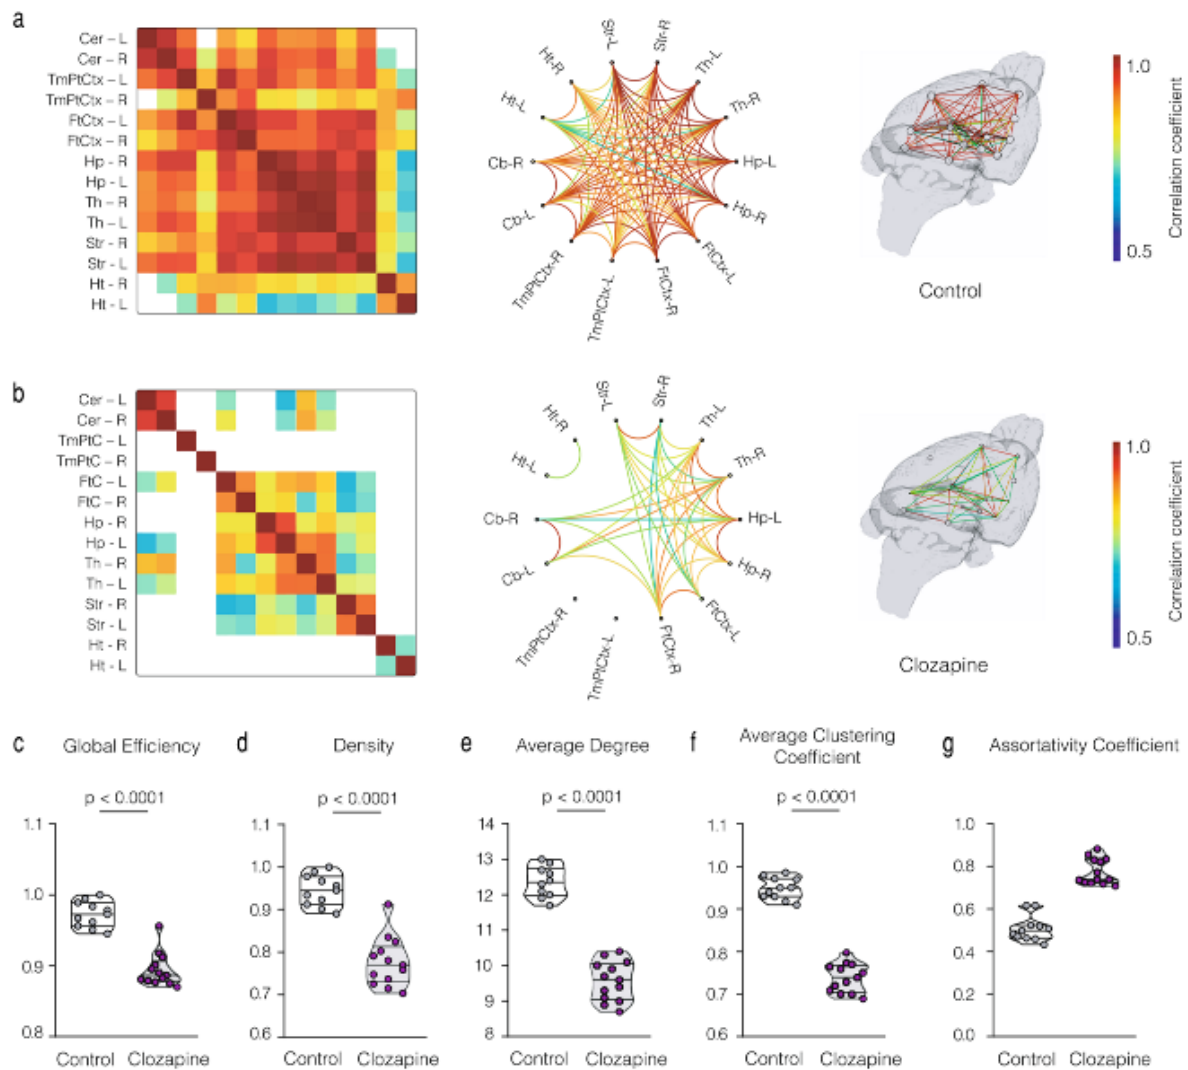 a
Cer – L
Cer – R
TmPtCtx – L
TmPtCtx – R
FtCtx – L
FtCtx – R
Hp - R
Hp - L
Th - R
Th – L
Str - R
Str - L
Ht - R
Ht - L
Str-L
Str-R
Th-L
Th-R
Hp-L
Hp-R
FtCtx-L
FtCtx-R
TmPtCtx-L
TmPtCtx-R
Cb-L
Cb-R
Ht-L
Ht-R
Control
1.0
0.5
Correlation coefficient
b
Cer – L
Cer – R
TmPtC – L
TmPtC – R
FtC – L
FtC – R
Hp - R
Hp - L
Th – R
Th – L
Str - R
Str - L
Ht - R
Ht - L
Str-L
Str-R
Th-L
Th-R
Hp-L
Hp-R
FtCtx-L
FtCtx-R
TmPtCtx-L
TmPtCtx-R
Cb-L
Cb-R
Ht-L
Ht-R
Clozapine
1.0
0.5
Correlation coefficient
c
Global Efficiency
p < 0.0001
1.1
1.0
0.9
0.8
Control Clozapine
d
Density
p < 0.0001
1.1
1.0
0.9
0.8
0.7
0.6
Control Clozapine
e
Average Degree
p < 0.0001
14
13
12
11
10
9
8
Control Clozapine
f
Average Clustering
Coefficient
p < 0.0001
1.1
1.0
0.9
0.8
0.7
0.6
Control Clozapine
g
Assortativity Coefficient
1.0
0.8
0.6
0.4
0.2
0.0
Control Clozapine